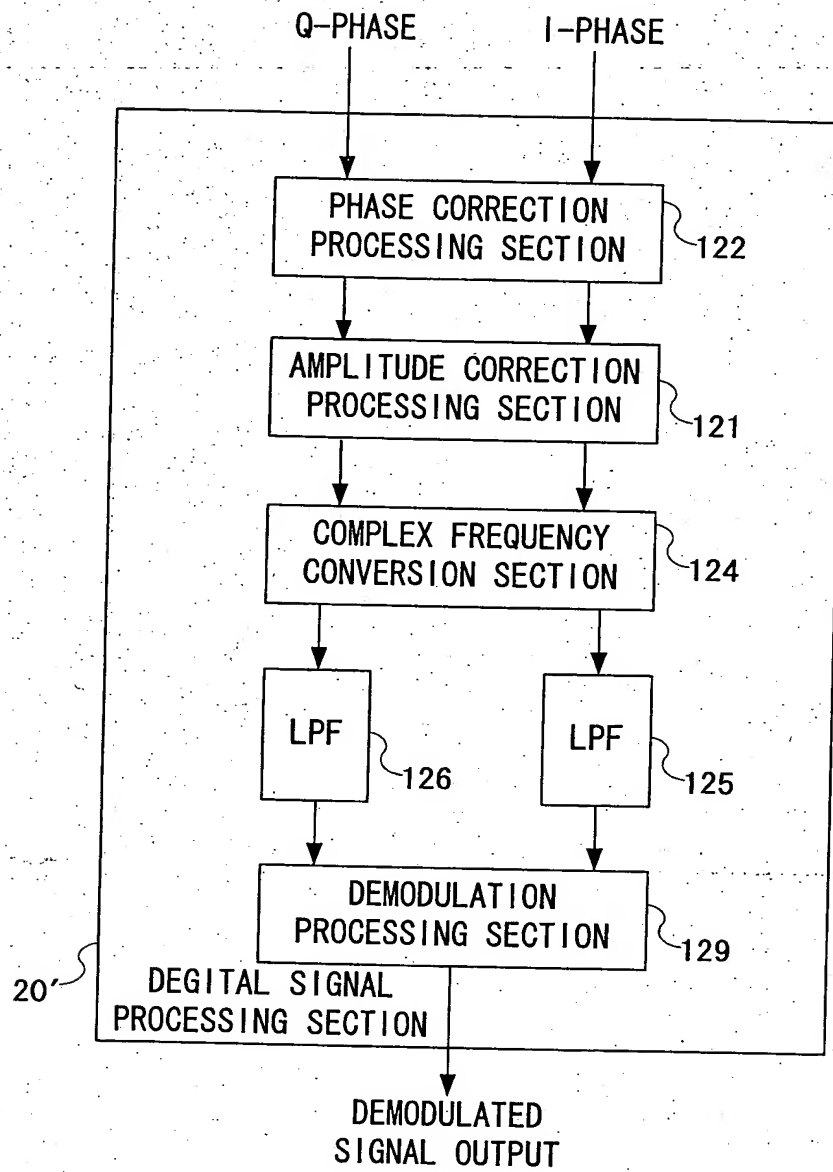 Q-PHASE
I-PHASE
PHASE CORRECTION
PROCESSING SECTION
122
AMPLITUDE CORRECTION
PROCESSING SECTION
121
COMPLEX FREQUENCY
CONVERSION SECTION
124
LPF
126
LPF
125
DEMODULATION
PROCESSING SECTION
129
20′
DEGITAL SIGNAL
PROCESSING SECTION
DEMODULATED
SIGNAL OUTPUT